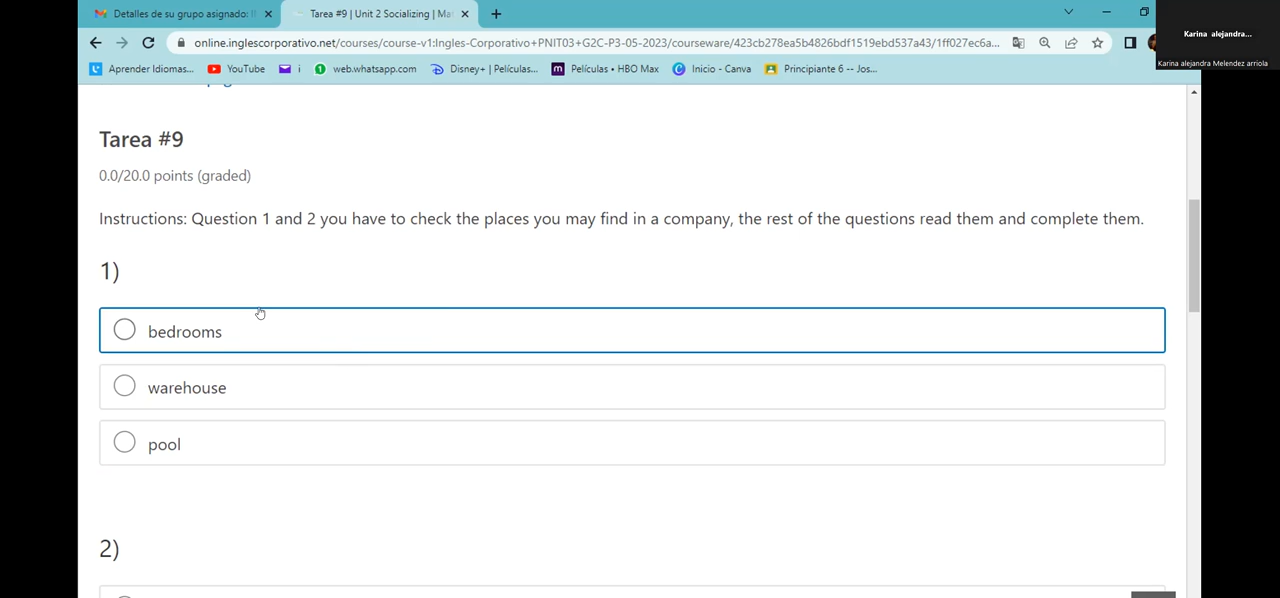 Detalles de su grupo asignado: I
Tarea #9 | Unit 2 Socializing | Ma
Karina alejandra...
online.inglescorporativo.net/courses/course-v1:Ingles-Corporativo+PNIT03+G2C-P3-05-2023/courseware/423cb278ea5b4826bdf1519ebd537a43/1ff027ec6a...
Karina alejandra Melendez arriola
Aprender Idiomas...
YouTube
i
web.whatsapp.com
Disney+ | Películas...
Películas • HBO Max
Inicio - Canva
Principiante 6 -- Jos...
Tarea #9
0.0/20.0 points (graded)
Instructions: Question 1 and 2 you have to check the places you may find in a company, the rest of the questions read them and complete them.
1)
bedrooms
warehouse
pool
2)